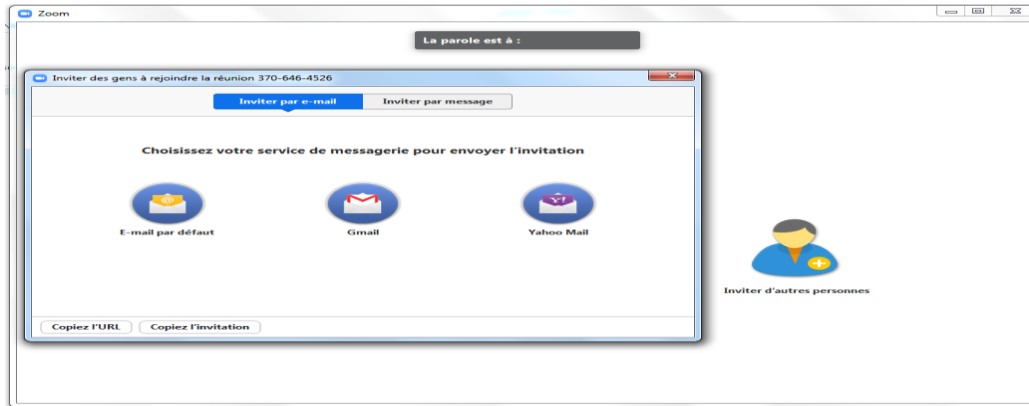 Zoom
La parole est à :
Inviter des gens à rejoindre la réunion 370-646-4526
Inviter par e-mail
Inviter par message
Choisissez votre service de messagerie pour envoyer l'invitation
E-mail par défaut
Gmail
Yahoo Mail
Inviter d'autres personnes
Copiez l'URL
Copiez l'invitation